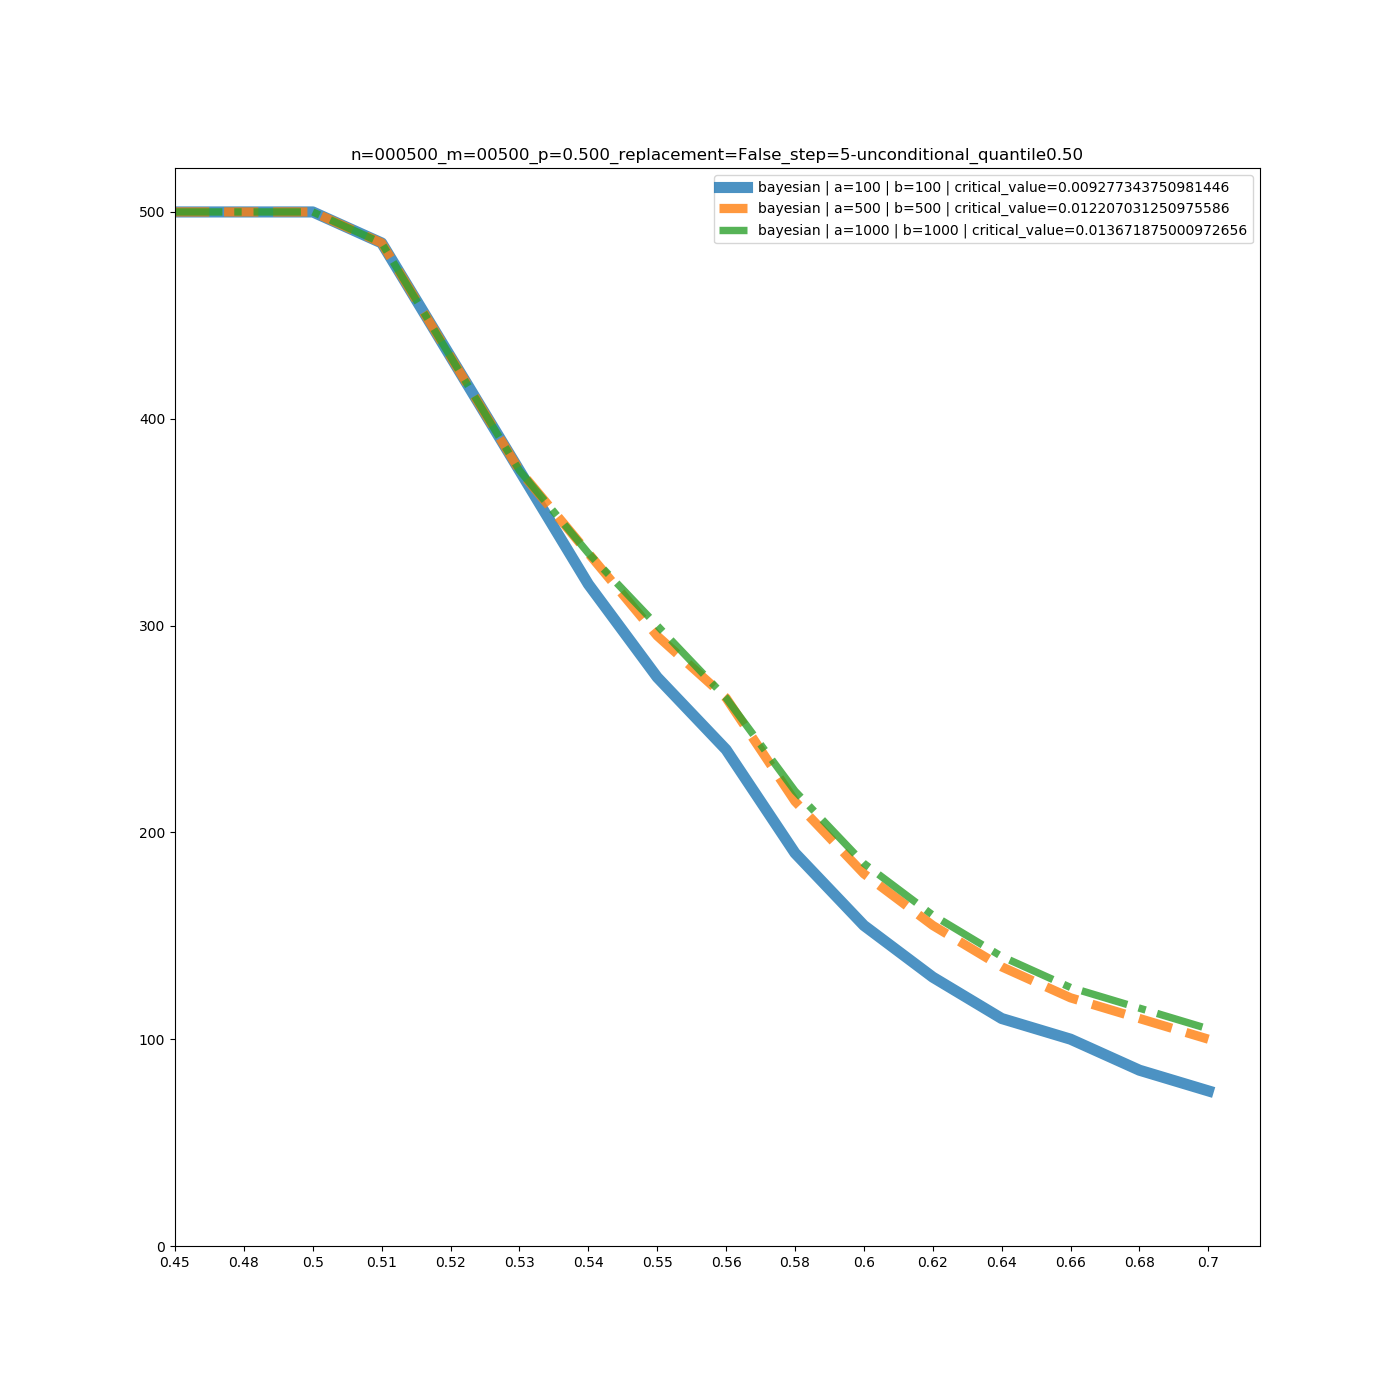 n=000500_m=00500_p=0.500_replacement=False_step=5-unconditional_quantile0.50
bayesian | a=100 | b=100 | critical_value=0.009277343750981446
bayesian | a=500 | b=500 | critical_value=0.012207031250975586
bayesian | a=1000 | b=1000 | critical_value=0.013671875000972656
500
400
300
200
100
0
0.45 0.48 0.5 0.51 0.52 0.53 0.54 0.55 0.56 0.58 0.6 0.62 0.64 0.66 0.68 0.7